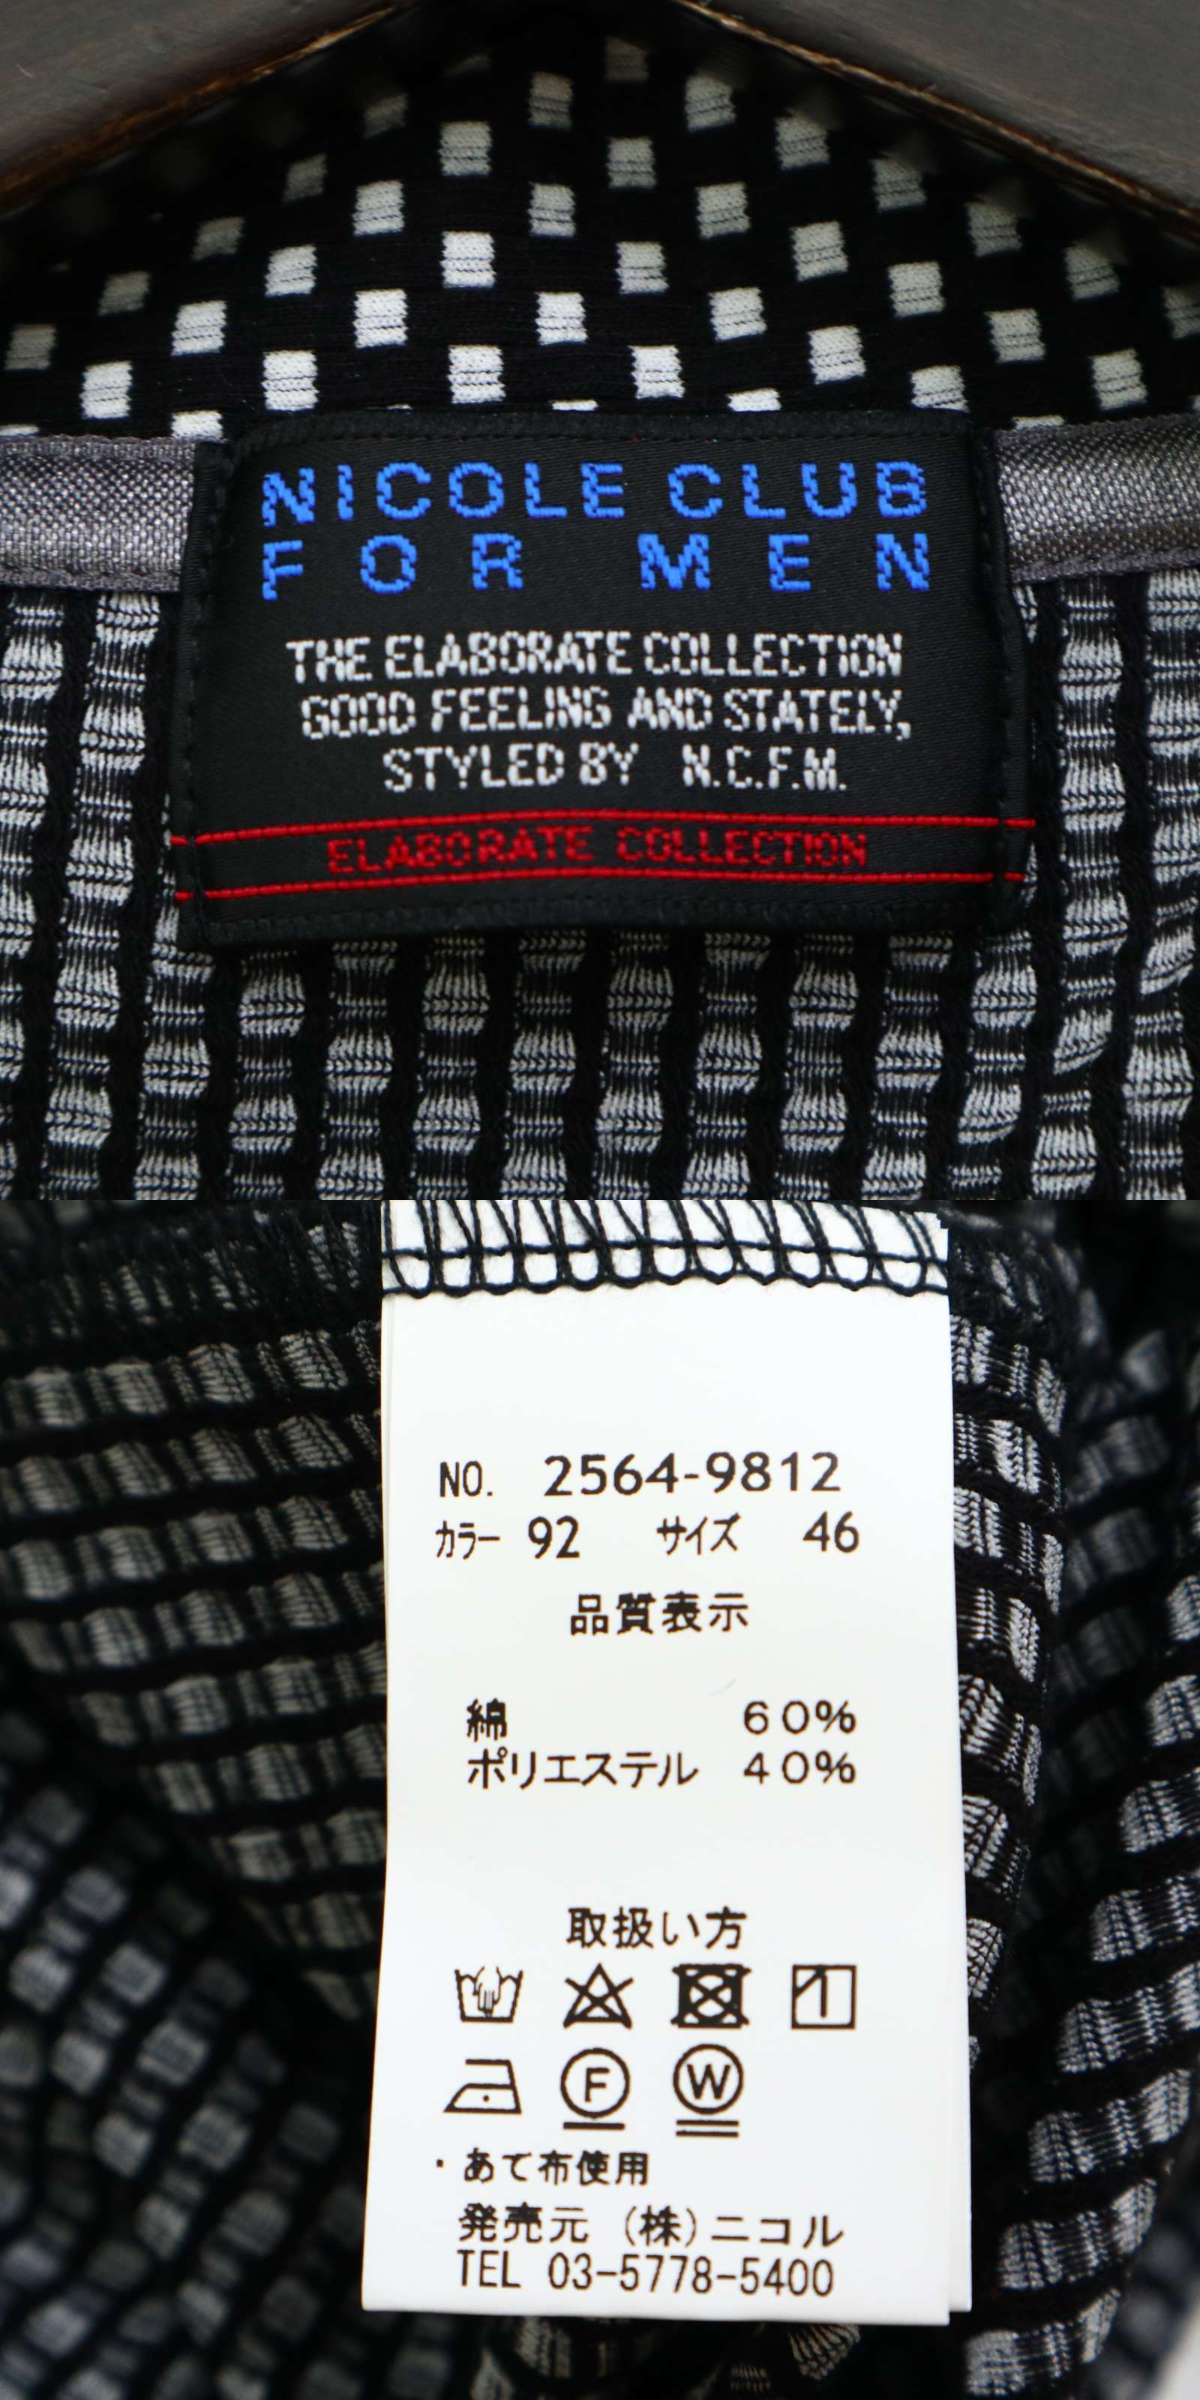 NICOLE CLUB
FOR MEN
THE ELABORATE COLLECTION
GOOD FEELING AND STATELY,
STYLED BY N.C.F.M.
ELABORATE COLLECTION
NO. 2564-9812
カラー 92 サイズ 46
品質表示
綿 60%
ポリエステル 40%
取扱い方
F W
・あて布使用
発売元 (株)ニコル
TEL 03-5778-5400